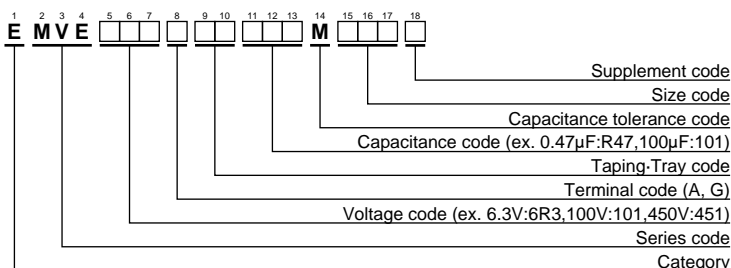 1 2 3 4 5 6 7 8 9 10 11 12 13 14 15 16 17 18
E M V E □□□ □ □□ □□□ M □□□ □
Supplement code
Size code
Capacitance tolerance code
Capacitance code (ex. 0.47µF:R47,100µF:101)
Taping·Tray code
Terminal code (A, G)
Voltage code (ex. 6.3V:6R3,100V:101,450V:451)
Series code
Category